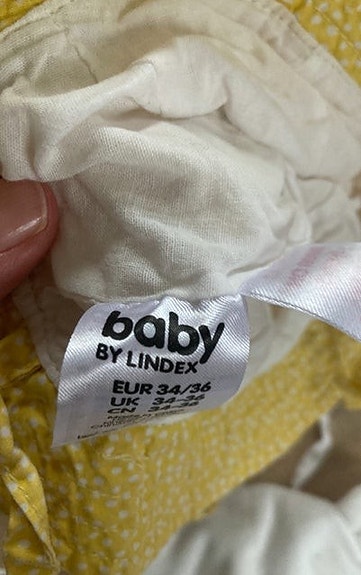 baby
BY LINDEX
EUR 34/36
UK 34-36
CN 34-36